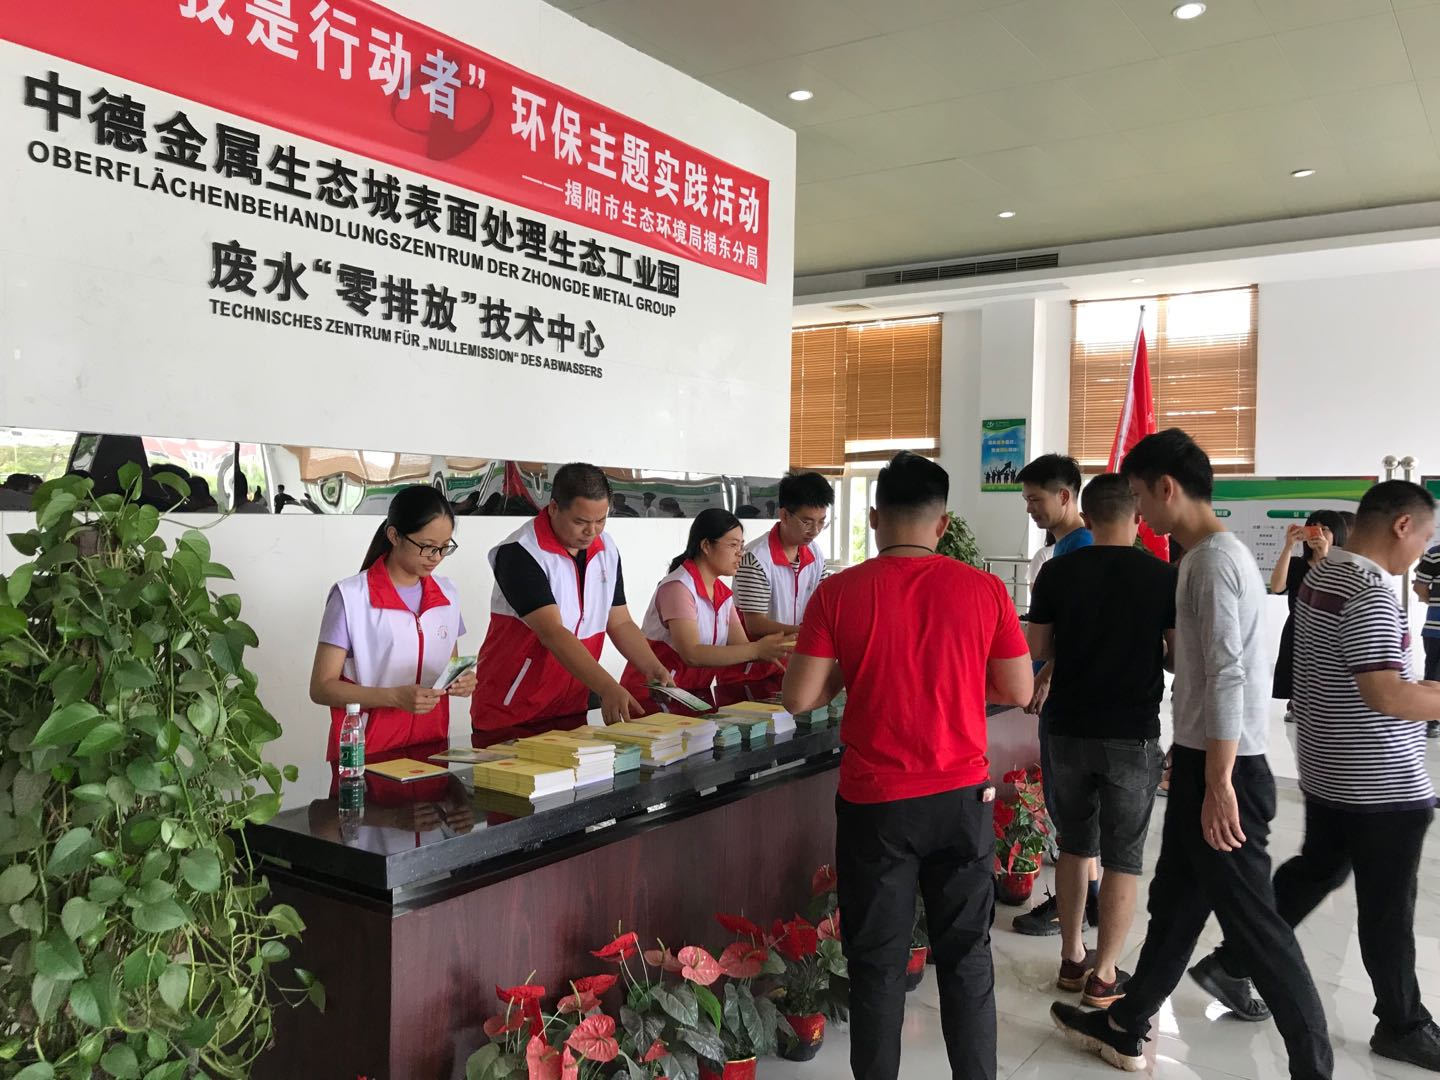 我是行动者” 环保主题实践活动
——揭阳市生态环境局揭东分局
中德金属生态城表面处理生态工业园
OBERFLÄCHENBEHANDLUNGSZENTRUM DER ZHONGDE METAL GROUP
废水“零排放”技术中心
TECHNISCHES ZENTRUM FÜR „NULLEMISSION“ DES ABWASSERS